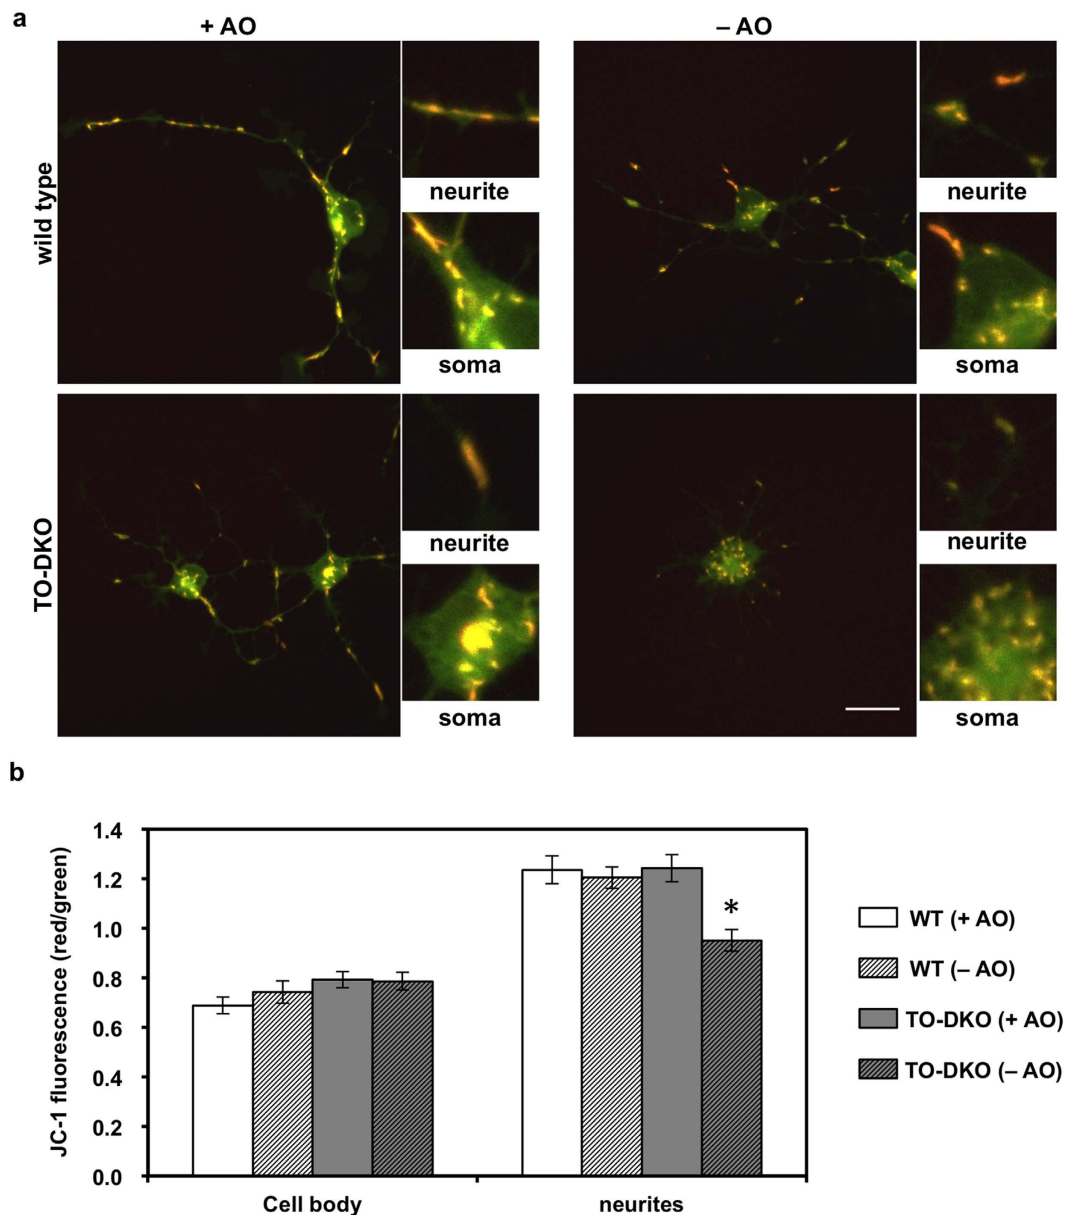 a
+ AO
– AO
wild type
neurite
soma
neurite
soma
TO-DKO
neurite
soma
neurite
soma
b
JC-1 fluorescence (red/green)
1.4
1.2
1.0
0.8
0.6
0.4
0.2
0.0
*
Cell body
neurites
WT (+ AO)
WT (– AO)
TO-DKO (+ AO)
TO-DKO (– AO)